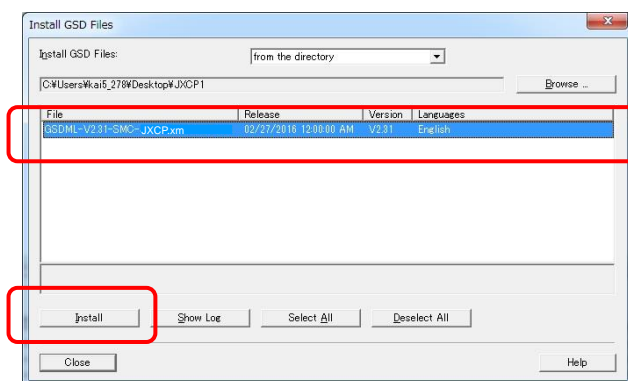 Install GSD Files
Install GSD Files: from the directory
C:¥Users¥kai5_278¥Desktop¥JXCP1 Browse ...
File Release Version Languages
GSDML-V2.31-SMC-JXCP.xm 02/27/2016 12:00:00 AM V2.31 English
Install Show Log Select All Deselect All
Close Help